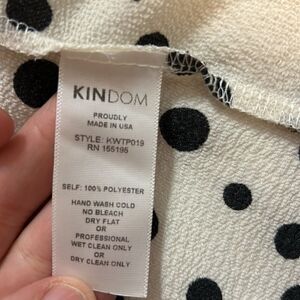 KINDOM
PROUDLY
MADE IN USA
STYLE: KWTP019
RN 155195
SELF: 100% POLYESTER
HAND WASH COLD
NO BLEACH
DRY FLAT
OR
PROFESSIONAL
WET CLEAN ONLY
OR
DRY CLEAN ONLY